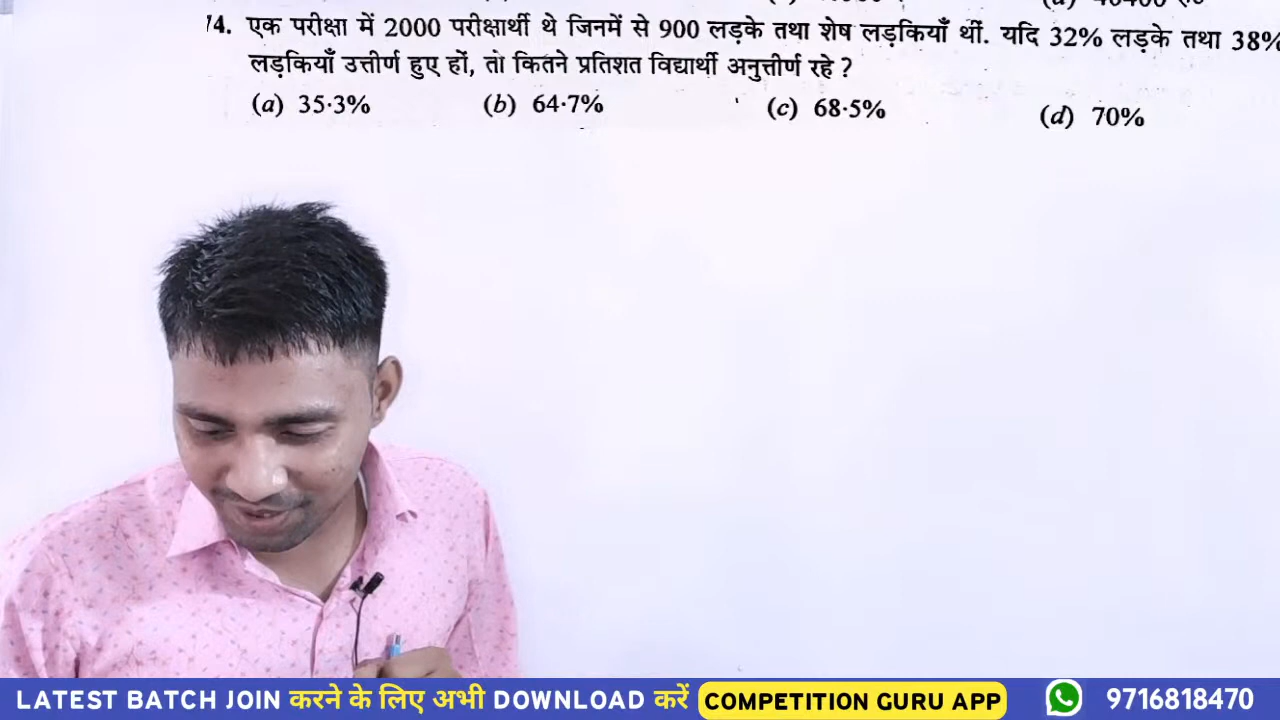 74. एक परीक्षा में 2000 परीक्षार्थी थे जिनमें से 900 लड़के तथा शेष लड़कियाँ थीं. यदि 32% लड़के तथा 38%
लड़कियाँ उत्तीर्ण हुए हों, तो कितने प्रतिशत विद्यार्थी अनुत्तीर्ण रहे ?
(a) 35·3% (b) 64·7% (c) 68·5% (d) 70%
LATEST BATCH JOIN करने के लिए अभी DOWNLOAD करें COMPETITION GURU APP 9716818470